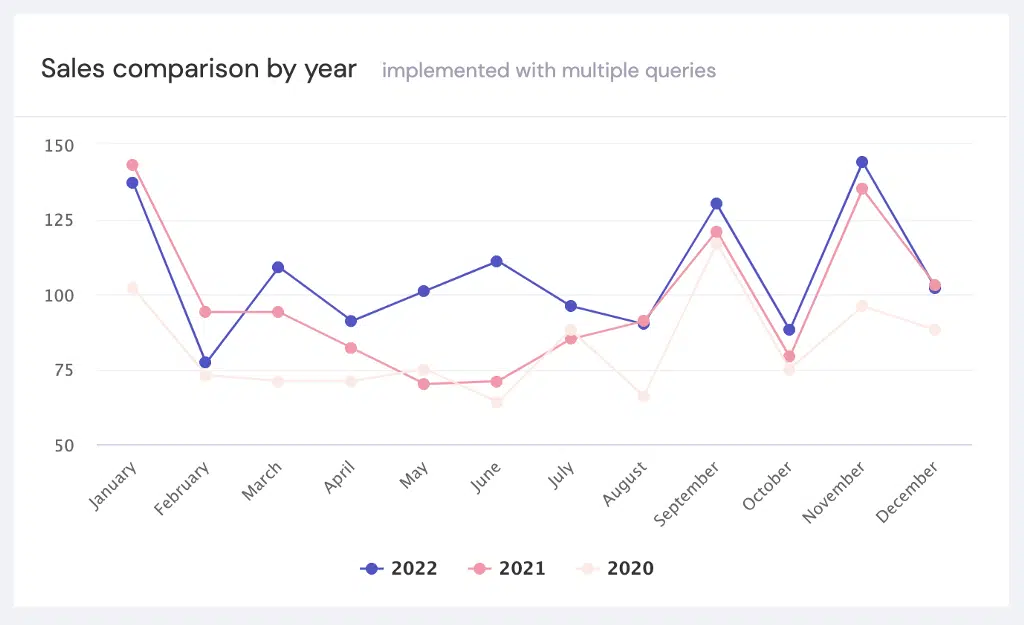 Sales comparison by year implemented with multiple queries
150
125
100
75
50
January February March April May June July August September October November December
2022 2021 2020